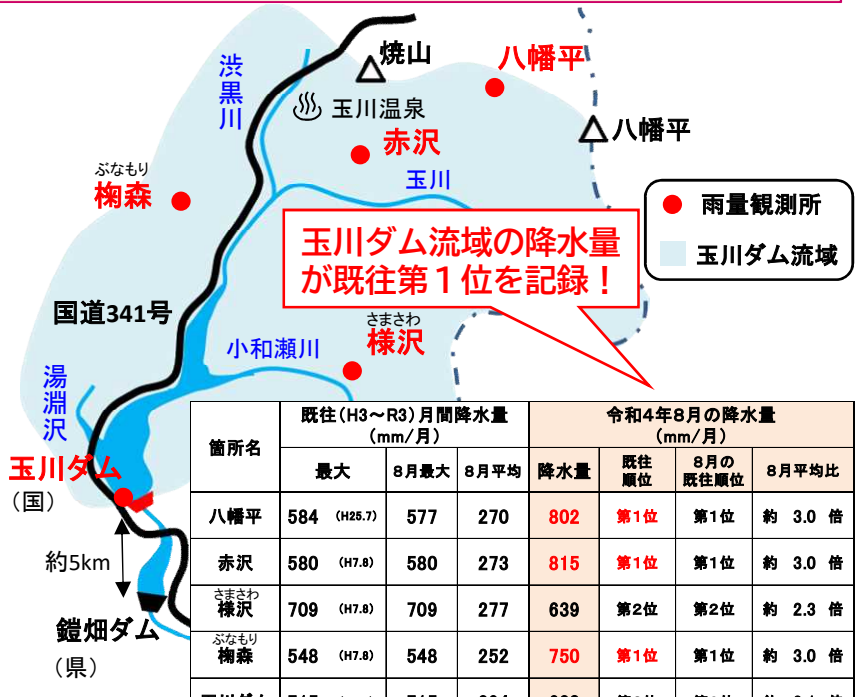 焼山
八幡平
渋黒川
玉川温泉
八幡平
赤沢
ぶなもり
椈森
玉川
雨量観測所
玉川ダム流域
玉川ダム流域の降水量
が既往第１位を記録！
国道341号
さまさわ
様沢
小和瀬川
湯淵沢
玉川ダム
(国)
約5km
鎧畑ダム
(県)
箇所名 既往(H3～R3)月間降水量 (mm/月) 令和4年8月の降水量 (mm/月)
最大 8月最大 8月平均 降水量 既往順位 8月の既往順位 8月平均比
八幡平 584 (H25.7) 577 270 802 第1位 第1位 約 3.0 倍
赤沢 580 (H7.8) 580 273 815 第1位 第1位 約 3.0 倍
さまさわ
様沢 709 (H7.8) 709 277 639 第2位 第2位 約 2.3 倍
ぶなもり
椈森 548 (H7.8) 548 252 750 第1位 第1位 約 3.0 倍